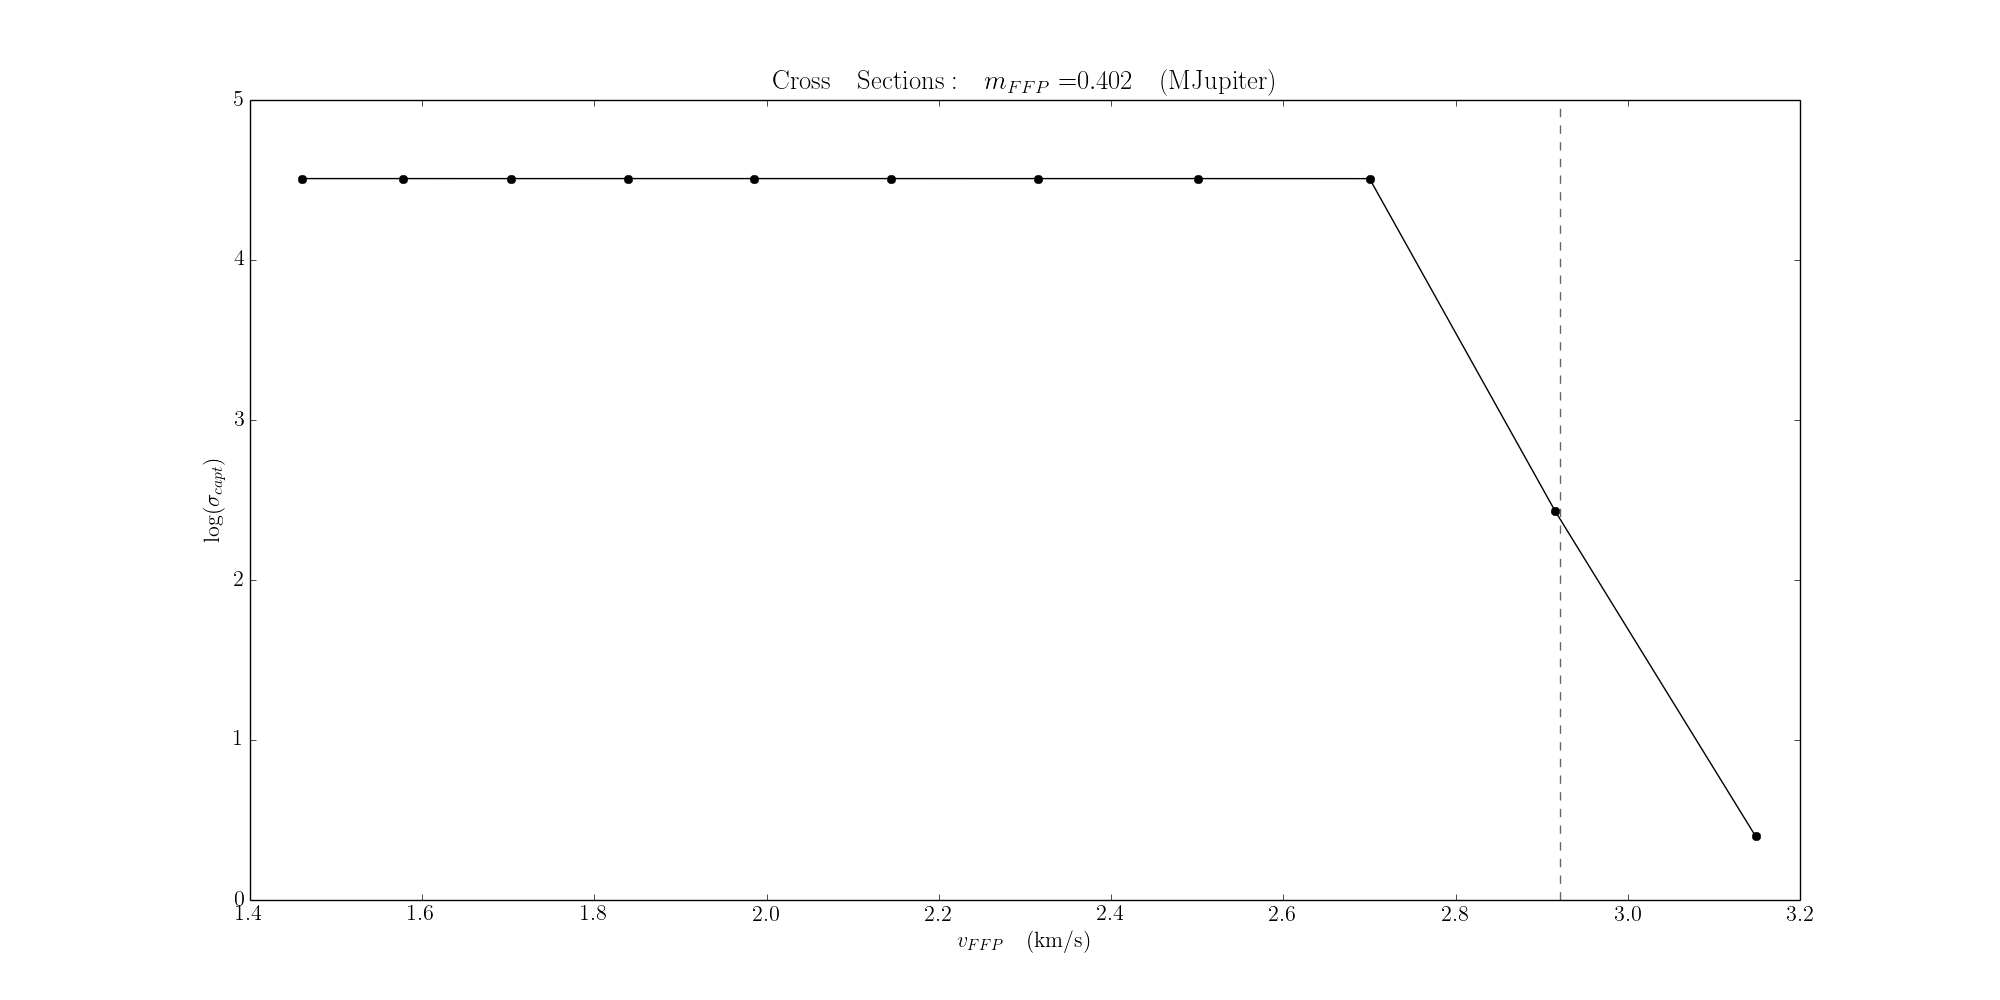 Cross Sections : m_FFP =0.402 (MJupiter)
5
4
3
2
1
0
log(σ_capt)
1.4 1.6 1.8 2.0 2.2 2.4 2.6 2.8 3.0 3.2
v_FFP (km/s)